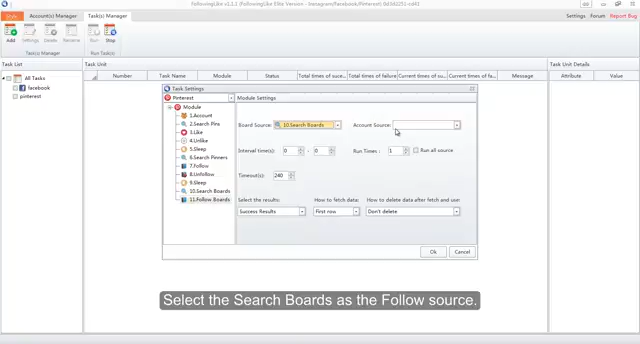 FollowingLike v1.1.1 (FollowingLike Elite Version - Instagram/Facebook/Pinterest)
Style
Account(s) Manager
Task(s) Manager
Settings Forum Report Bug
Add Settings Delete Rename Run Stop
Task(s) Manager Run Task(s)
Task List
Task Unit
Task Unit Details
All Tasks
facebook
pinterest
Number Task Name Module Status Total times of succe... Total times of failure Current times of su... Current times of fa... Message
Attribute Value
Task Settings
Pinterest
Module
1.Account
2.Search Pins
3.Like
4.Unlike
5.Sleep
6.Search Pinners
7.Follow
8.UnFollow
9.Sleep
10.Search Boards
11.Follow Boards
Module Settings
Board Source: 10.Search Boards Account Source:
Interval time(s): 0 - 0 Run Times : 1 Run all source
Timeout(s): 240
Select the results: How to fetch data: How to delete data after fetch and use:
Success Results First row Don't delete
Ok Cancel
Select the Search Boards as the Follow source.